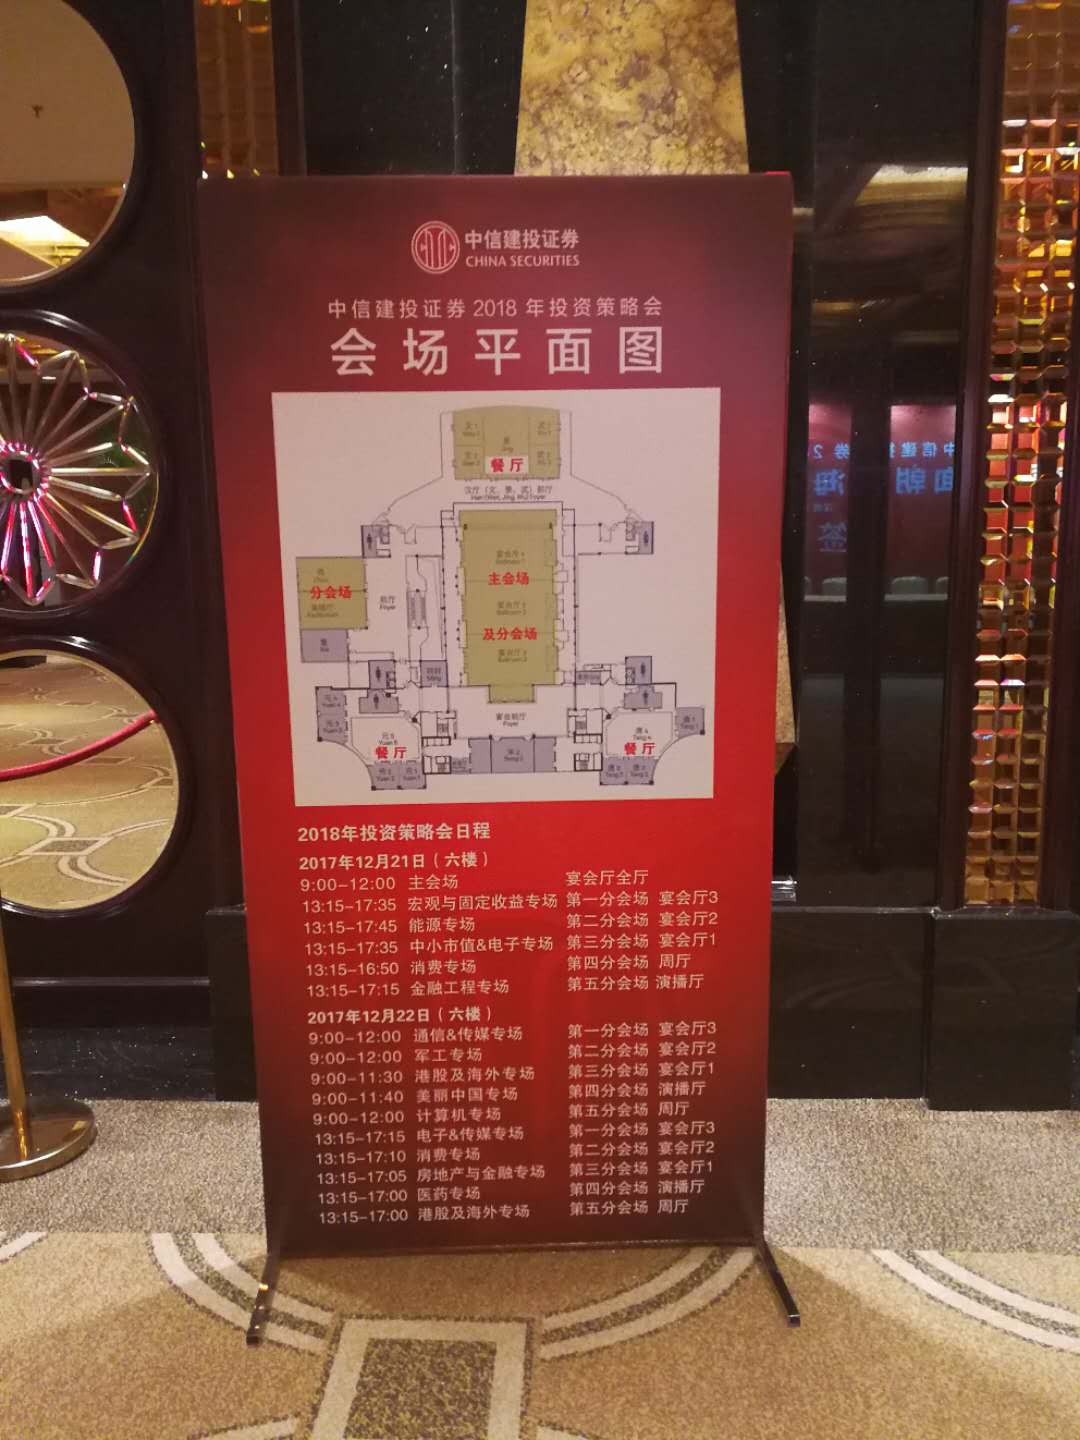 中信建投证券
CHINA SECURITIES
中信建投证券 2018 年投资策略会
会场平面图
餐厅
主会场
分会场
及分会场
餐厅
餐厅
2018年投资策略会日程
2017年12月21日（六楼）
9:00-12:00 主会场 宴会厅全厅
13:15-17:35 宏观与固定收益专场 第一分会场 宴会厅3
13:15-17:45 能源专场 第二分会场 宴会厅2
13:15-17:35 中小市值&电子专场 第三分会场 宴会厅1
13:15-16:50 消费专场 第四分会场 周厅
13:15-17:15 金融工程专场 第五分会场 演播厅
2017年12月22日（六楼）
9:00-12:00 通信&传媒专场 第一分会场 宴会厅3
9:00-12:00 军工专场 第二分会场 宴会厅2
9:00-11:30 港股及海外专场 第三分会场 宴会厅1
9:00-11:40 美丽中国专场 第四分会场 演播厅
9:00-12:00 计算机专场 第五分会场 周厅
13:15-17:15 电子&传媒专场 第一分会场 宴会厅3
13:15-17:10 消费专场 第二分会场 宴会厅2
13:15-17:05 房地产与金融专场 第三分会场 宴会厅1
13:15-17:00 医药专场 第四分会场 演播厅
13:15-17:00 港股及海外专场 第五分会场 周厅